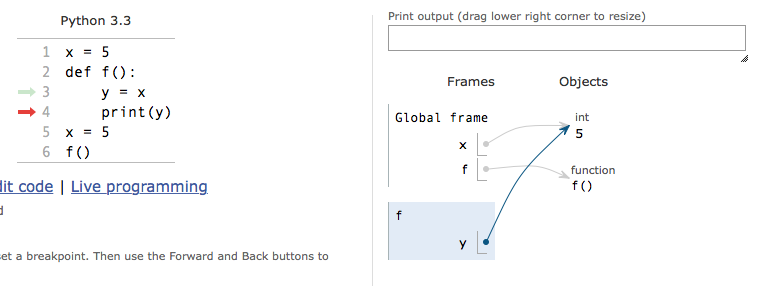 Python 3.3
1 x = 5
2 def f():
3 y = x
4 print(y)
5 x = 5
6 f()
dit code | Live programming
d
set a breakpoint. Then use the Forward and Back buttons to
Print output (drag lower right corner to resize)
Frames Objects
Global frame
x
f
int
5
function
f()
f
y